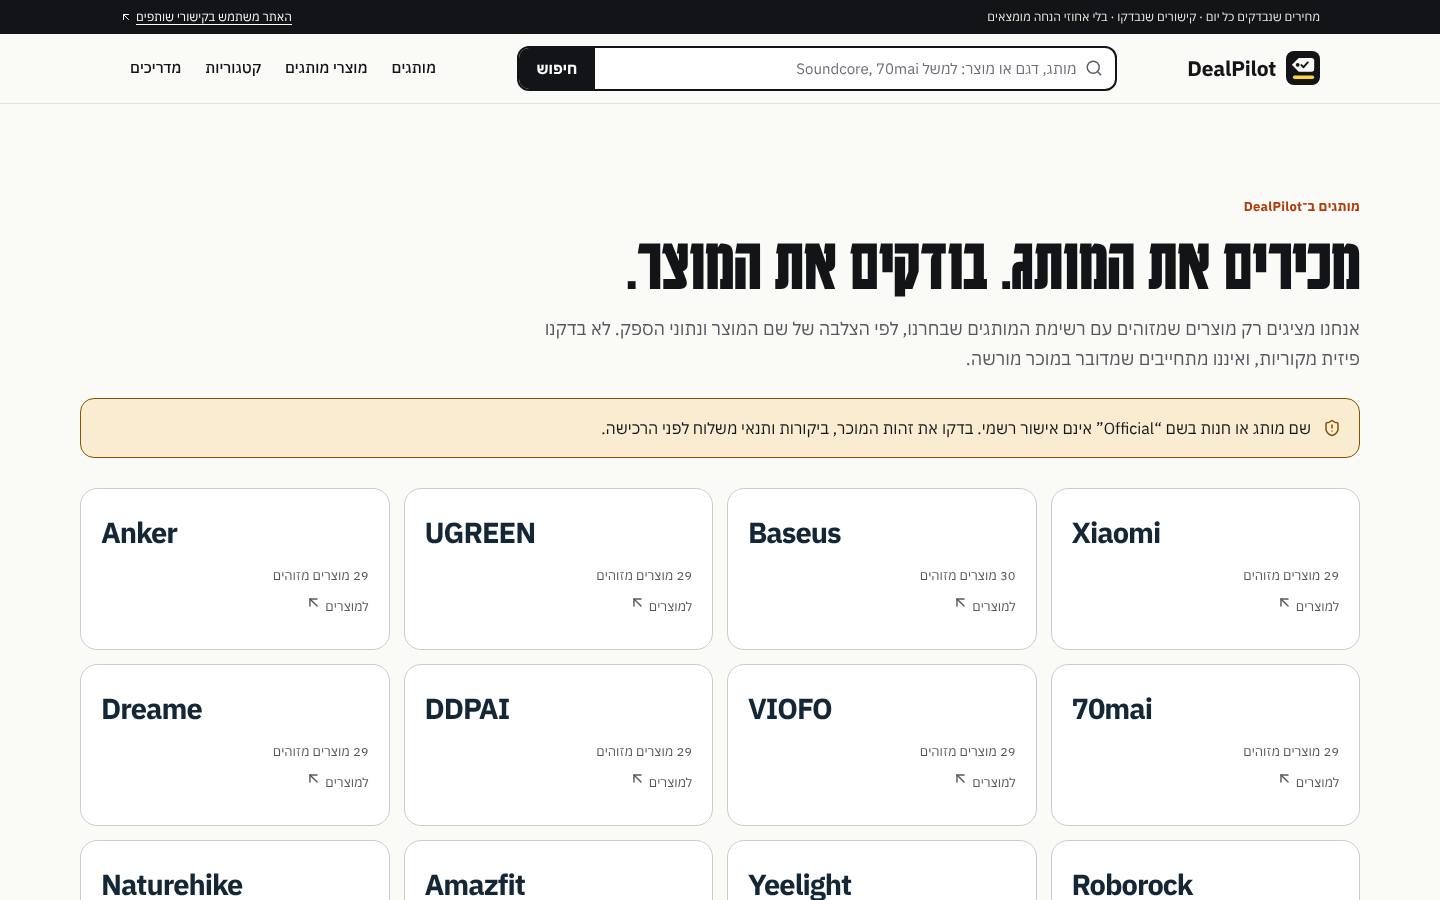 מחירים שנבדקים כל יום · קישורים שנבדקו · בלי אחוזי הנחה מומצאים
האתר משתמש בקישורי שותפים
DealPilot
מותג, דגם או מוצר: למשל Soundcore, 70mai
חיפוש
מותגים
מוצרי מותגים
קטגוריות
מדריכים
מותגים ב־DealPilot
מכירים את המותג. בודקים את המוצר.
אנחנו מציגים רק מוצרים שמזוהים עם רשימת המותגים שבחרנו, לפי הצלבה של שם המוצר ונתוני הספק. לא בדקנו
פיזית מקוריות, ואיננו מתחייבים שמדובר במוכר מורשה.
שם מותג או חנות בשם “Official” אינם אישור רשמי. בדקו את זהות המוכר, ביקורות ותנאי משלוח לפני הרכישה.
Xiaomi
29 מוצרים מזוהים
למוצרים
Baseus
30 מוצרים מזוהים
למוצרים
UGREEN
29 מוצרים מזוהים
למוצרים
Anker
29 מוצרים מזוהים
למוצרים
70mai
29 מוצרים מזוהים
למוצרים
VIOFO
29 מוצרים מזוהים
למוצרים
DDPAI
29 מוצרים מזוהים
למוצרים
Dreame
29 מוצרים מזוהים
למוצרים
Roborock
Yeelight
Amazfit
Naturehike